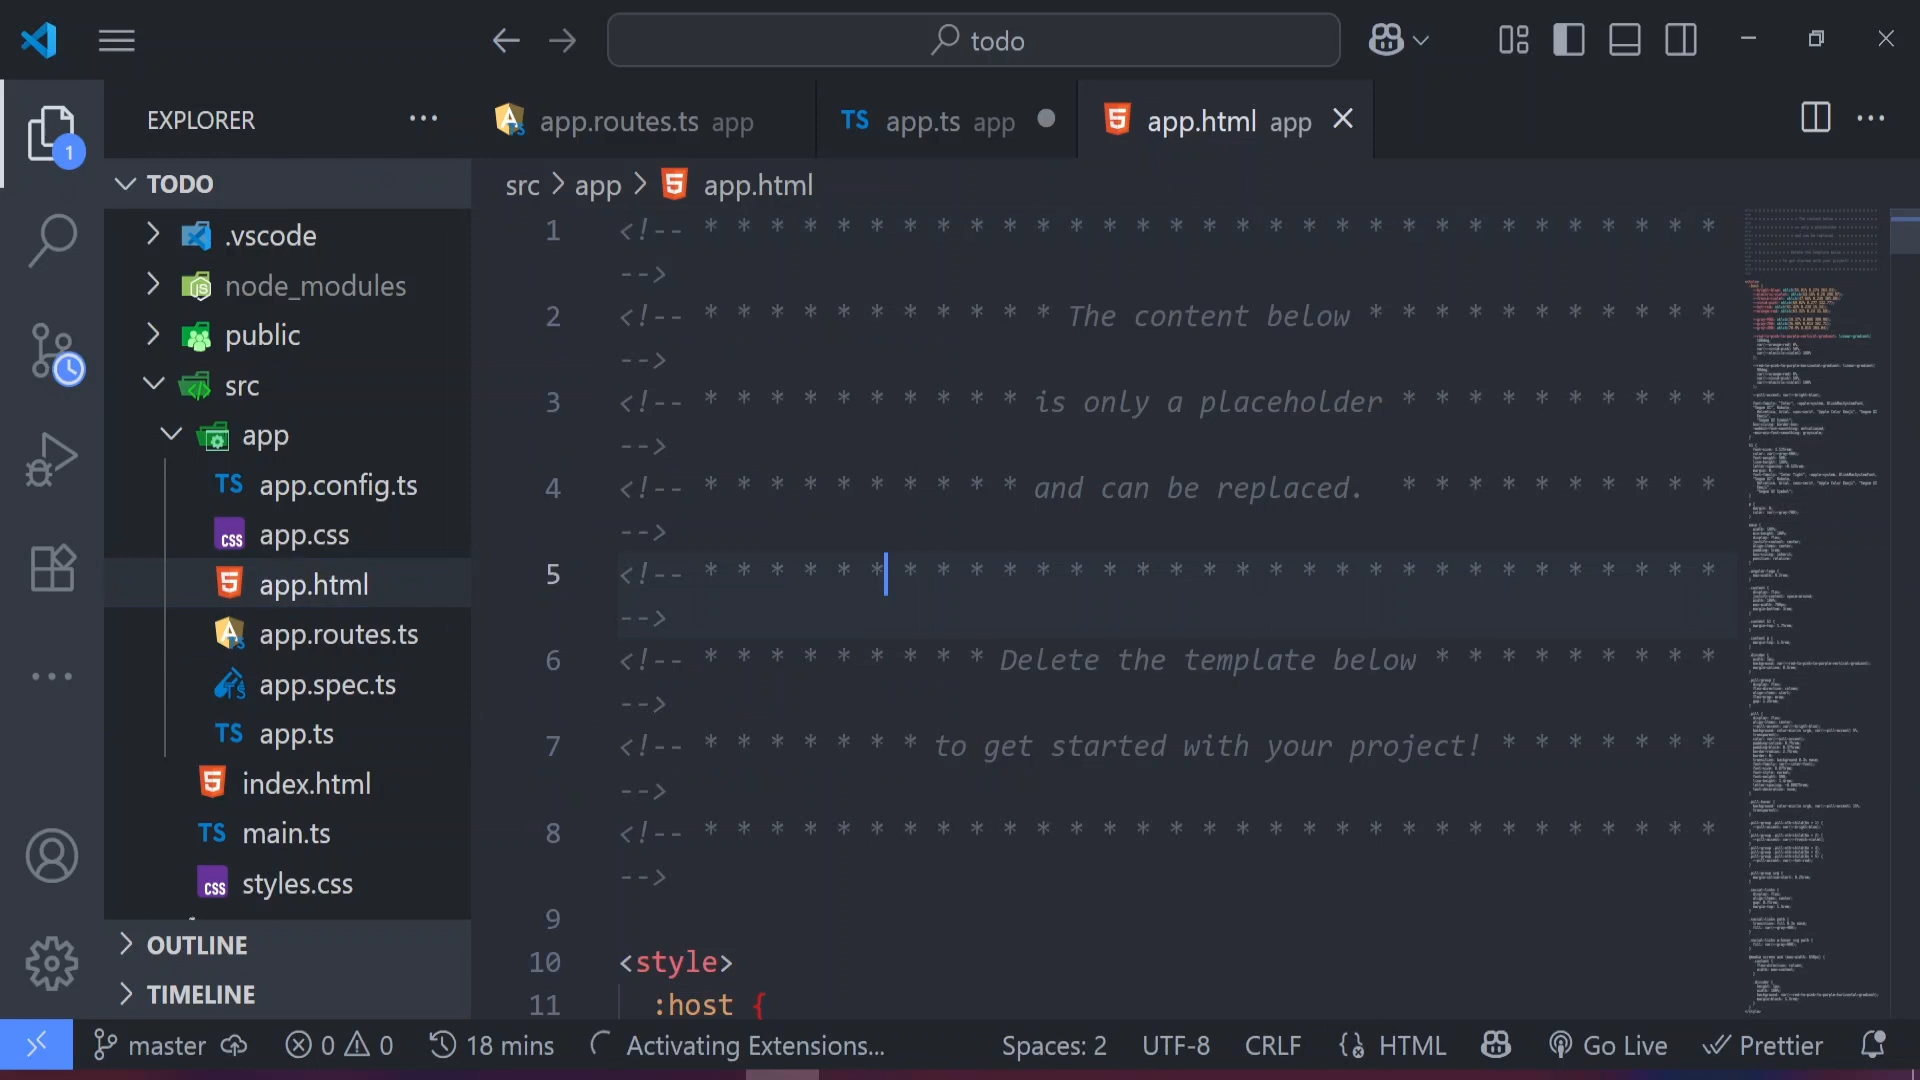 todo
EXPLORER
app.routes.ts app
TS app.ts app
app.html app
1
TODO
src > app > app.html
.vscode
node_modules
public
src
app
TS app.config.ts
css app.css
app.html
app.routes.ts
TS app.spec.ts
TS app.ts
index.html
TS main.ts
css styles.css
OUTLINE
TIMELINE
1 <!-- * * * * * * * * * * * * * * * * * * * * * * * * * * * * * * *
-->
2 <!-- * * * * * * * * * * * The content below * * * * * * * * * * *
-->
3 <!-- * * * * * * * * * * is only a placeholder * * * * * * * * * *
-->
4 <!-- * * * * * * * * * * and can be replaced. * * * * * * * * * *
-->
5 <!-- * * * * * * * * * * * * * * * * * * * * * * * * * * * * * * *
-->
6 <!-- * * * * * * * * * Delete the template below * * * * * * * * *
-->
7 <!-- * * * * * * * to get started with your project! * * * * * * *
-->
8 <!-- * * * * * * * * * * * * * * * * * * * * * * * * * * * * * * *
-->
9
10 <style>
11 :host {
master 0 0 18 mins Activating Extensions... Spaces: 2 UTF-8 CRLF HTML Go Live Prettier